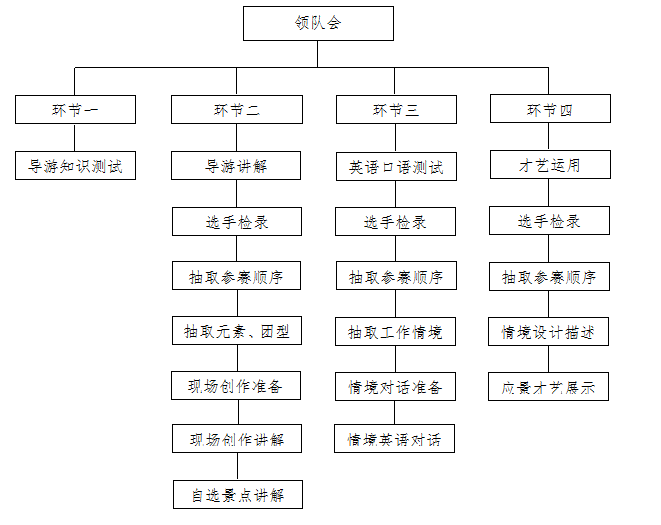 领队会
环节一
导游知识测试
环节二
导游讲解
选手检录
抽取参赛顺序
抽取元素、团型
现场创作准备
现场创作讲解
自选景点讲解
环节三
英语口语测试
选手检录
抽取参赛顺序
抽取工作情境
情境对话准备
情境英语对话
环节四
才艺运用
选手检录
抽取参赛顺序
情境设计描述
应景才艺展示